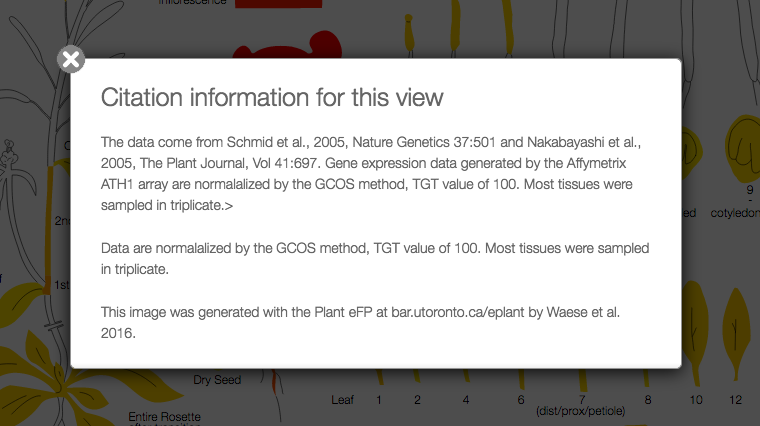 Citation information for this view
The data come from Schmid et al., 2005, Nature Genetics 37:501 and Nakabayashi et al.,
2005, The Plant Journal, Vol 41:697. Gene expression data generated by the Affymetrix
ATH1 array are normalalized by the GCOS method, TGT value of 100. Most tissues were
sampled in triplicate.>
Data are normalalized by the GCOS method, TGT value of 100. Most tissues were sampled
in triplicate.
This image was generated with the Plant eFP at bar.utoronto.ca/eplant by Waese et al.
2016.
9
-
cotyledon
Dry Seed
Leaf 1 2 4 6 7 8 10 12
(dist/prox/petiole)
Entire Rosette